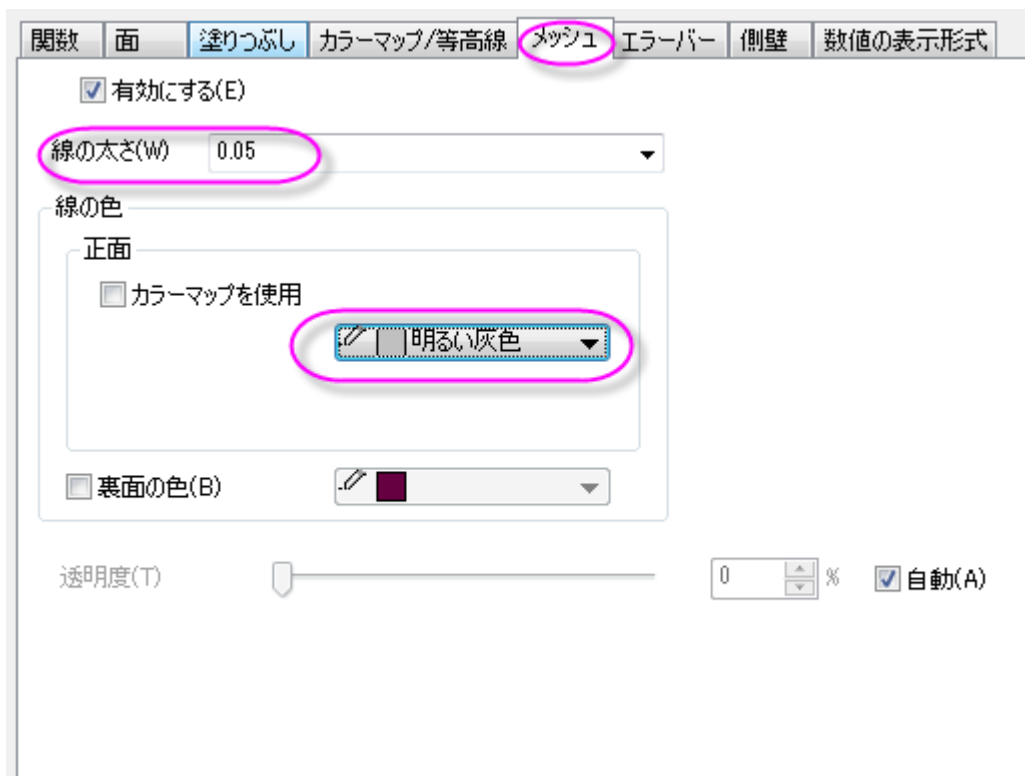 関数 面 塗りつぶし カラーマップ/等高線 メッシュ エラーバー 側壁 数値の表示形式
有効にする(E)
線の太さ(W) 0.05
線の色
正面
カラーマップを使用
明るい灰色
裏面の色(B)
透明度(T) 0 % 自動(A)